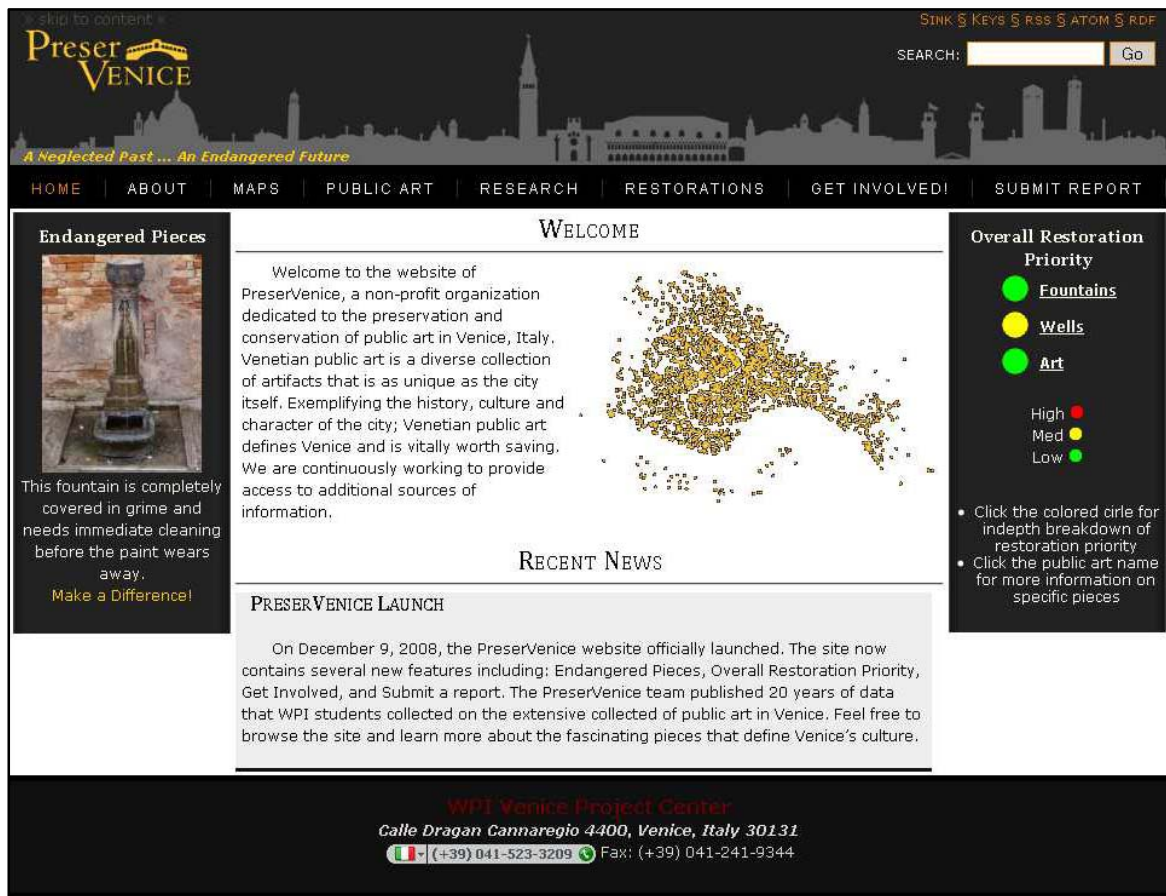 » skip to content «
SINK § KEYS § RSS § ATOM § RDF
Preser
VENICE
SEARCH:
Go
A Neglected Past ... An Endangered Future
HOME ABOUT MAPS PUBLIC ART RESEARCH RESTORATIONS GET INVOLVED! SUBMIT REPORT
Endangered Pieces
This fountain is completely
covered in grime and
needs immediate cleaning
before the paint wears
away.
Make a Difference!
WELCOME
Welcome to the website of
PreserVenice, a non-profit organization
dedicated to the preservation and
conservation of public art in Venice, Italy.
Venetian public art is a diverse collection
of artifacts that is as unique as the city
itself. Exemplifying the history, culture and
character of the city; Venetian public art
defines Venice and is vitally worth saving.
We are continuously working to provide
access to additional sources of
information.
RECENT NEWS
PRESERVENICE LAUNCH
On December 9, 2008, the PreserVenice website officially launched. The site now
contains several new features including: Endangered Pieces, Overall Restoration Priority,
Get Involved, and Submit a report. The PreserVenice team published 20 years of data
that WPI students collected on the extensive collected of public art in Venice. Feel free to
browse the site and learn more about the fascinating pieces that define Venice's culture.
Overall Restoration
Priority
Fountains
Wells
Art
High
Med
Low
• Click the colored cirle for
indepth breakdown of
restoration priority
• Click the public art name
for more information on
specific pieces
WPI Venice Project Center
Calle Dragan Cannaregio 4400, Venice, Italy 30131
(+39) 041-523-3209 Fax: (+39) 041-241-9344